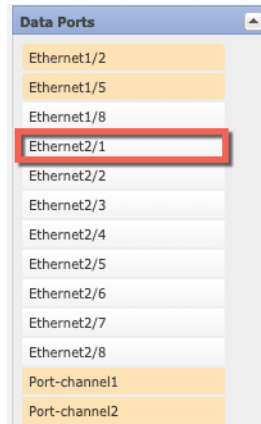 Data Ports
Ethernet1/2
Ethernet1/5
Ethernet1/8
Ethernet2/1
Ethernet2/2
Ethernet2/3
Ethernet2/4
Ethernet2/5
Ethernet2/6
Ethernet2/7
Ethernet2/8
Port-channel1
Port-channel2